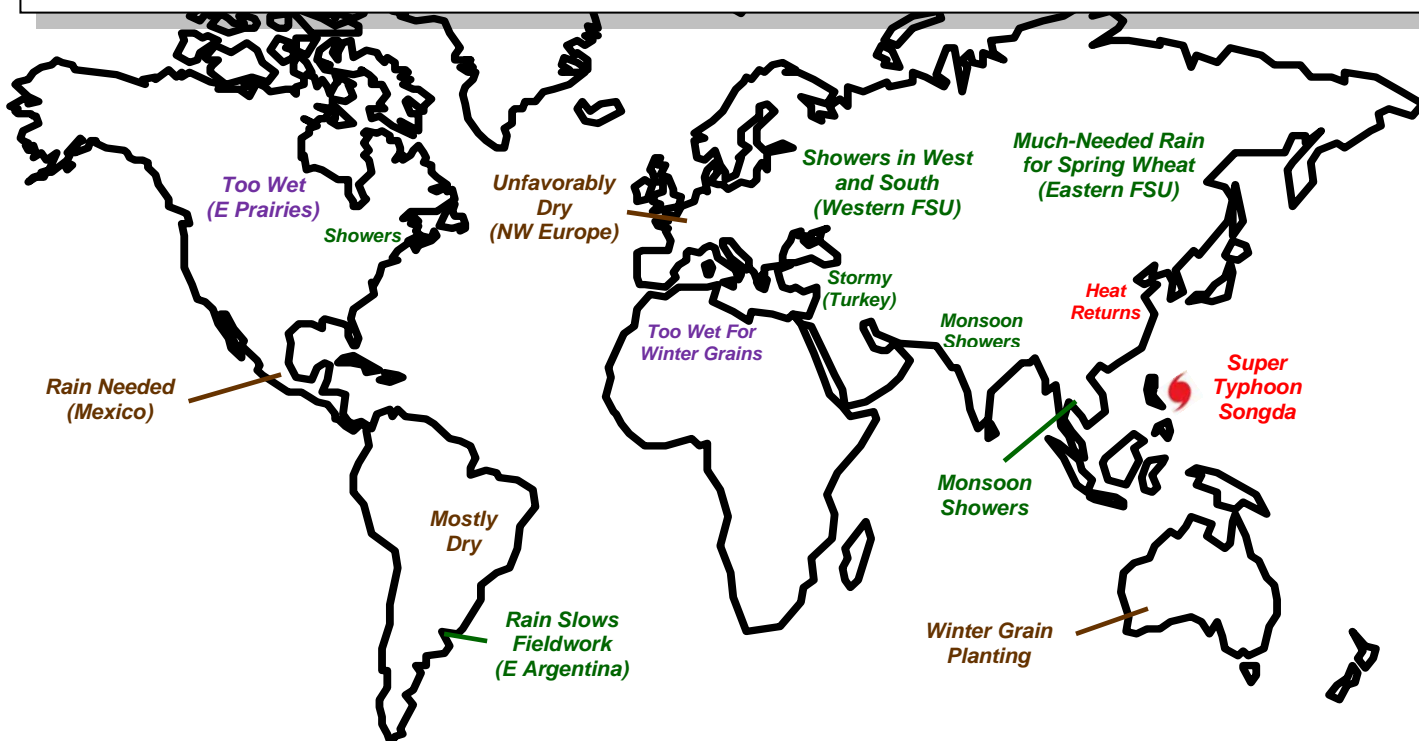 Too Wet
(E Prairies)
Showers
Unfavorably
Dry
(NW Europe)
Showers in West
and South
(Western FSU)
Much-Needed Rain
for Spring Wheat
(Eastern FSU)
Stormy
(Turkey)
Heat
Returns
Too Wet For
Winter Grains
Monsoon
Showers
Rain Needed
(Mexico)
Super
Typhoon
Songda
Monsoon
Showers
Mostly
Dry
Rain Slows
Fieldwork
(E Argentina)
Winter Grain
Planting